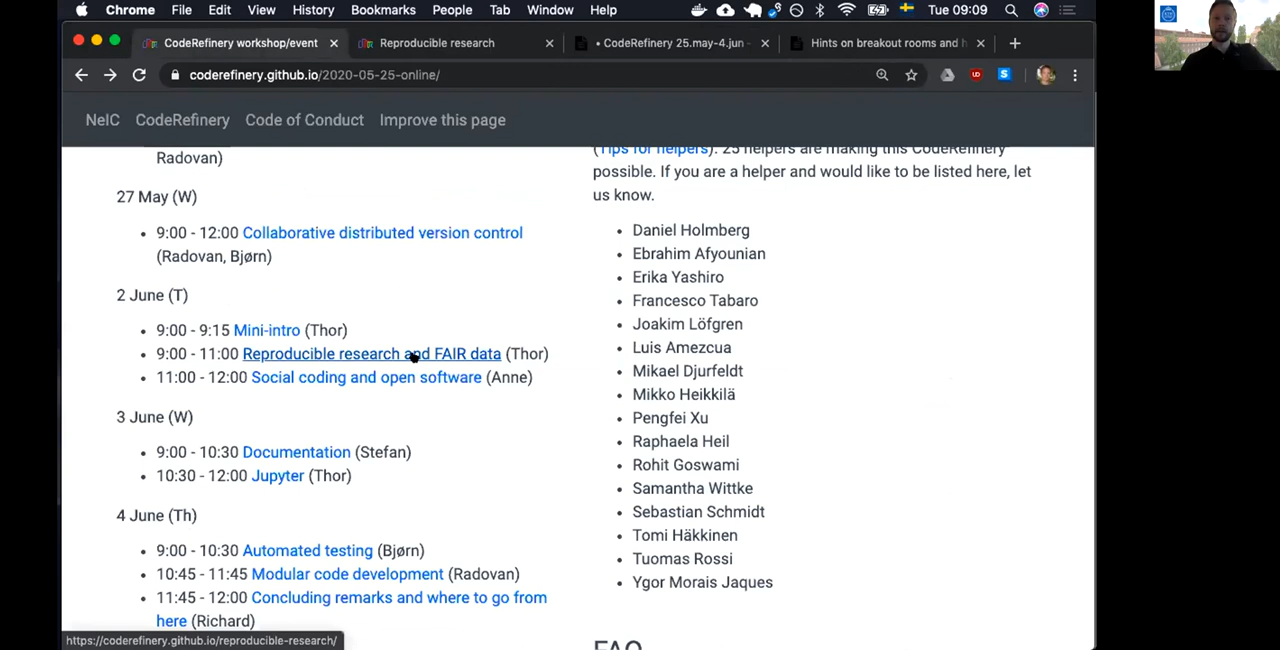 Chrome File Edit View History Bookmarks People Tab Window Help Tue 09:09
CodeRefinery workshop/event Reproducible research • CodeRefinery 25.may-4.jun - Hints on breakout rooms and h
coderefinery.github.io/2020-05-25-online/
NeIC CodeRefinery Code of Conduct Improve this page
Radovan)
27 May (W)
9:00 - 12:00 Collaborative distributed version control
(Radovan, Bjørn)
2 June (T)
9:00 - 9:15 Mini-intro (Thor)
9:00 - 11:00 Reproducible research and FAIR data (Thor)
11:00 - 12:00 Social coding and open software (Anne)
3 June (W)
9:00 - 10:30 Documentation (Stefan)
10:30 - 12:00 Jupyter (Thor)
4 June (Th)
9:00 - 10:30 Automated testing (Bjørn)
10:45 - 11:45 Modular code development (Radovan)
11:45 - 12:00 Concluding remarks and where to go from
here (Richard)
(Tips for helpers). 25 helpers are making this CodeRefinery
possible. If you are a helper and would like to be listed here, let
us know.
Daniel Holmberg
Ebrahim Afyounian
Erika Yashiro
Francesco Tabaro
Joakim Löfgren
Luis Amezcua
Mikael Djurfeldt
Mikko Heikkilä
Pengfei Xu
Raphaela Heil
Rohit Goswami
Samantha Wittke
Sebastian Schmidt
Tomi Häkkinen
Tuomas Rossi
Ygor Morais Jaques
FAQ
https://coderefinery.github.io/reproducible-research/